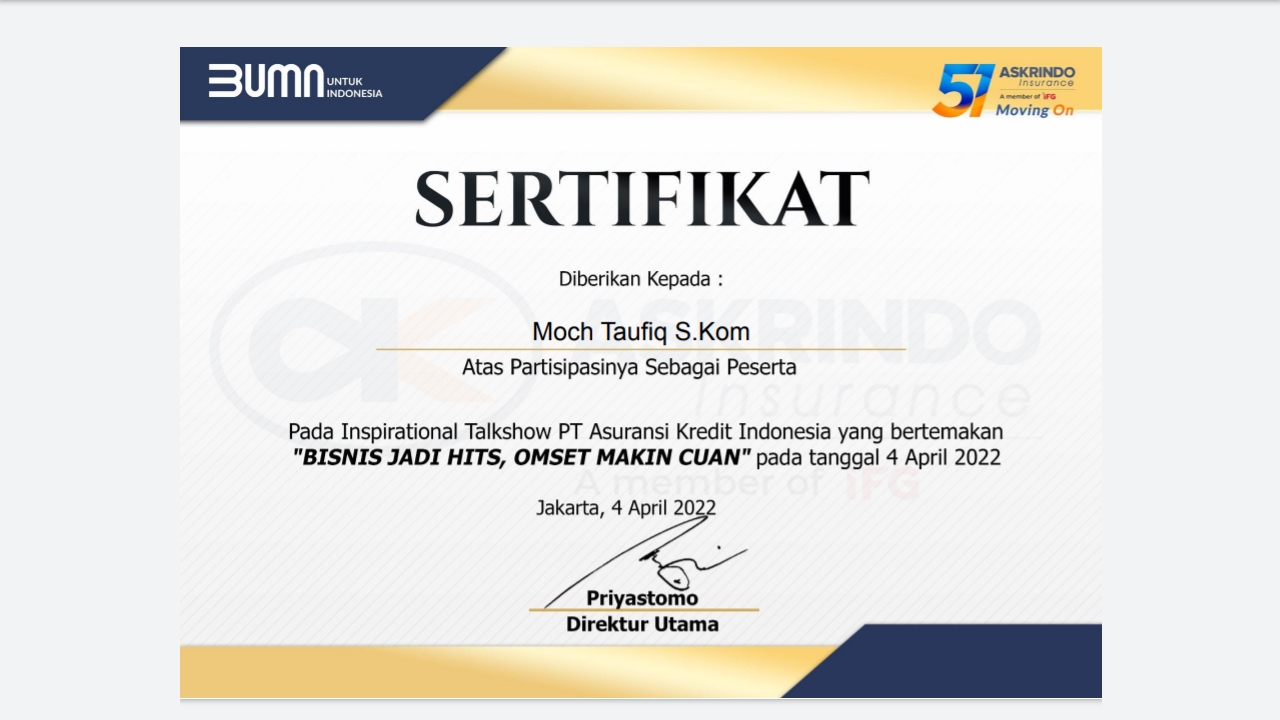 BUMN UNTUK
INDONESIA
51 ASKRINDO
Insurance
A member of IFG
Moving On
SERTIFIKAT
Diberikan Kepada :
Moch Taufiq S.Kom
Atas Partisipasinya Sebagai Peserta
Pada Inspirational Talkshow PT Asuransi Kredit Indonesia yang bertemakan
"BISNIS JADI HITS, OMSET MAKIN CUAN" pada tanggal 4 April 2022
Jakarta, 4 April 2022
Priyastomo
Direktur Utama
ASKRINDO
Insurance
A member of IFG